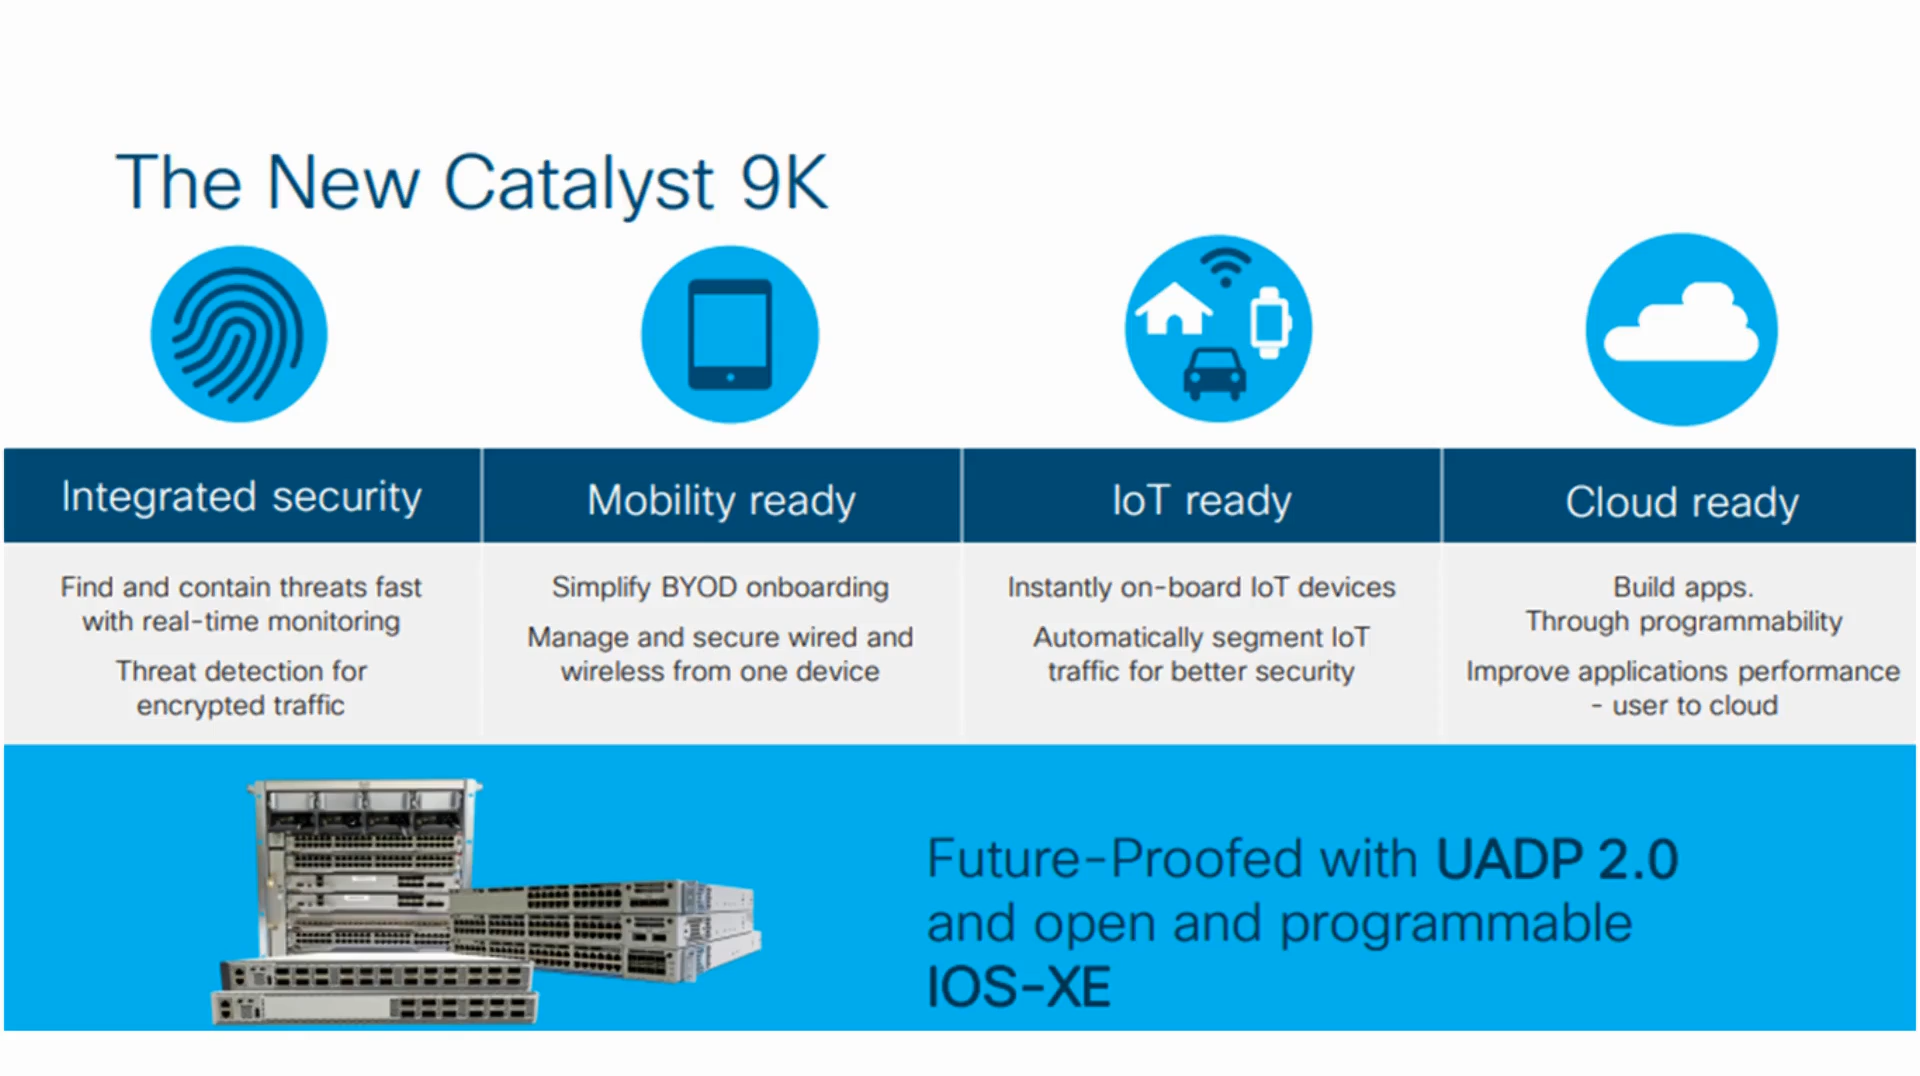 The New Catalyst 9K
Integrated security
Find and contain threats fast
with real-time monitoring
Threat detection for
encrypted traffic
Mobility ready
Simplify BYOD onboarding
Manage and secure wired and
wireless from one device
IoT ready
Instantly on-board IoT devices
Automatically segment IoT
traffic for better security
Cloud ready
Build apps.
Through programmability
Improve applications performance
- user to cloud
Future-Proofed with UADP 2.0
and open and programmable
IOS-XE